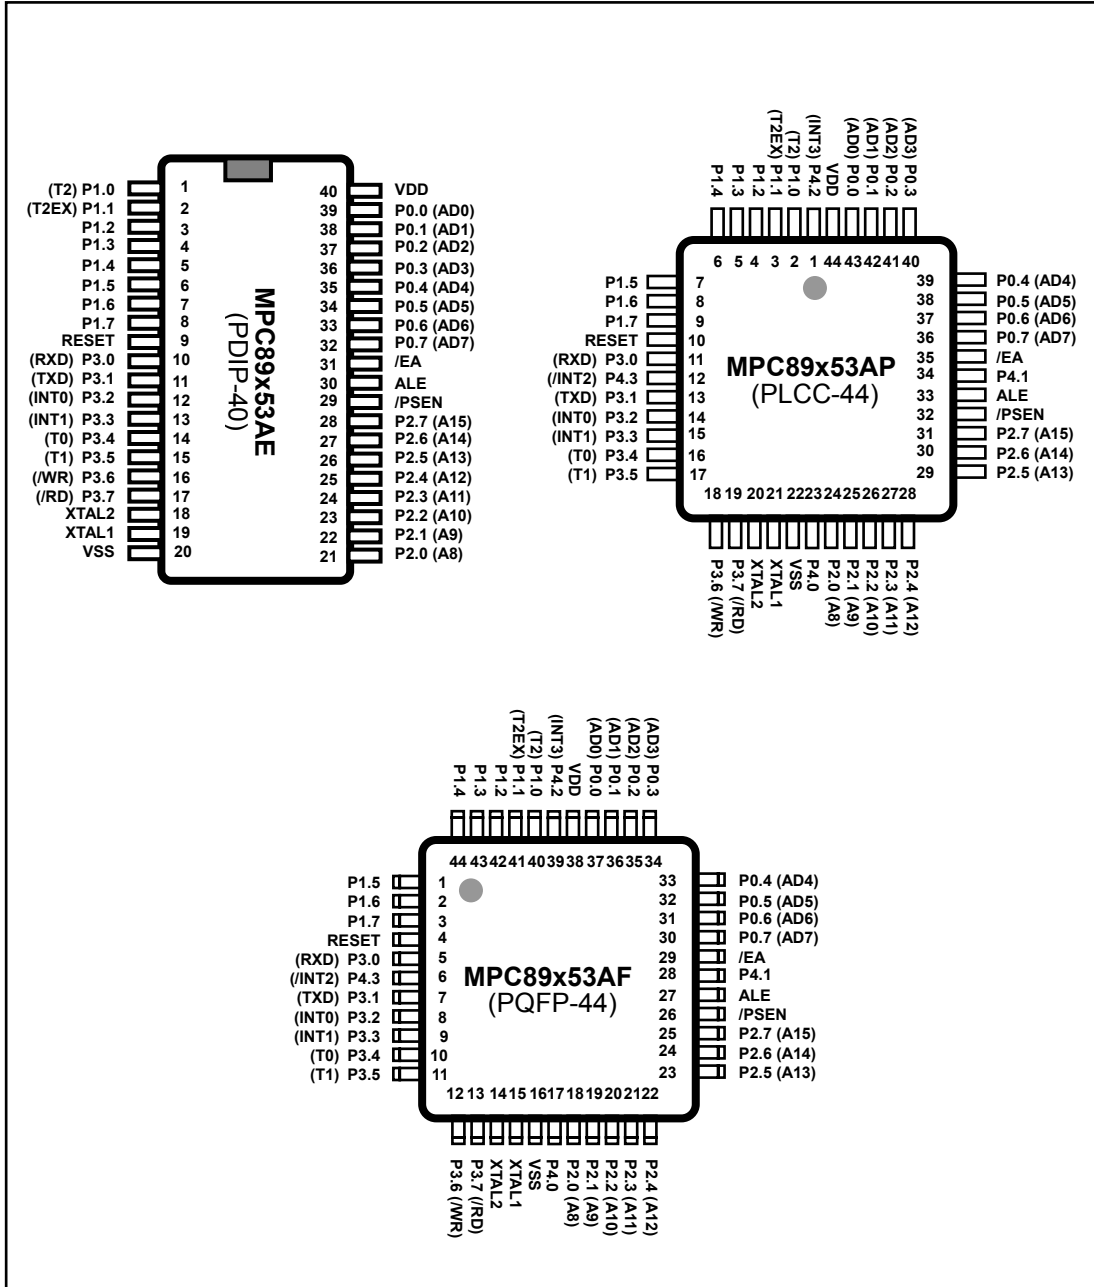 (T2) P1.0 1
(T2EX) P1.1 2
P1.2 3
P1.3 4
P1.4 5
P1.5 6
P1.6 7
P1.7 8
RESET 9
(RXD) P3.0 10
(TXD) P3.1 11
(INT0) P3.2 12
(INT1) P3.3 13
(T0) P3.4 14
(T1) P3.5 15
(/WR) P3.6 16
(/RD) P3.7 17
XTAL2 18
XTAL1 19
VSS 20
MPC89x53AE
(PDIP-40)
40 VDD
39 P0.0 (AD0)
38 P0.1 (AD1)
37 P0.2 (AD2)
36 P0.3 (AD3)
35 P0.4 (AD4)
34 P0.5 (AD5)
33 P0.6 (AD6)
32 P0.7 (AD7)
31 /EA
30 ALE
29 /PSEN
28 P2.7 (A15)
27 P2.6 (A14)
26 P2.5 (A13)
25 P2.4 (A12)
24 P2.3 (A11)
23 P2.2 (A10)
22 P2.1 (A9)
21 P2.0 (A8)
P1.4
P1.3
P1.2
(T2EX) P1.1
(T2) P1.0
(INT3) P4.2
VDD
(AD0) P0.0
(AD1) P0.1
(AD2) P0.2
(AD3) P0.3
6 5 4 3 2 1 44 43 42 41 40
P1.5 7
P1.6 8
P1.7 9
RESET 10
(RXD) P3.0 11
(/INT2) P4.3 12
(TXD) P3.1 13
(INT0) P3.2 14
(INT1) P3.3 15
(T0) P3.4 16
(T1) P3.5 17
MPC89x53AP
(PLCC-44)
39 P0.4 (AD4)
38 P0.5 (AD5)
37 P0.6 (AD6)
36 P0.7 (AD7)
35 /EA
34 P4.1
33 ALE
32 /PSEN
31 P2.7 (A15)
30 P2.6 (A14)
29 P2.5 (A13)
18 19 20 21 22 23 24 25 26 27 28
P3.6 (/WR)
P3.7 (/RD)
XTAL2
XTAL1
VSS
P4.0
P2.0 (A8)
P2.1 (A9)
P2.2 (A10)
P2.3 (A11)
P2.4 (A12)
P1.4
P1.3
P1.2
(T2EX) P1.1
(T2) P1.0
(INT3) P4.2
VDD
(AD0) P0.0
(AD1) P0.1
(AD2) P0.2
(AD3) P0.3
44 43 42 41 40 39 38 37 36 35 34
P1.5 1
P1.6 2
P1.7 3
RESET 4
(RXD) P3.0 5
(/INT2) P4.3 6
(TXD) P3.1 7
(INT0) P3.2 8
(INT1) P3.3 9
(T0) P3.4 10
(T1) P3.5 11
MPC89x53AF
(PQFP-44)
33 P0.4 (AD4)
32 P0.5 (AD5)
31 P0.6 (AD6)
30 P0.7 (AD7)
29 /EA
28 P4.1
27 ALE
26 /PSEN
25 P2.7 (A15)
24 P2.6 (A14)
23 P2.5 (A13)
12 13 14 15 16 17 18 19 20 21 22
P3.6 (/WR)
P3.7 (/RD)
XTAL2
XTAL1
VSS
P4.0
P2.0 (A8)
P2.1 (A9)
P2.2 (A10)
P2.3 (A11)
P2.4 (A12)